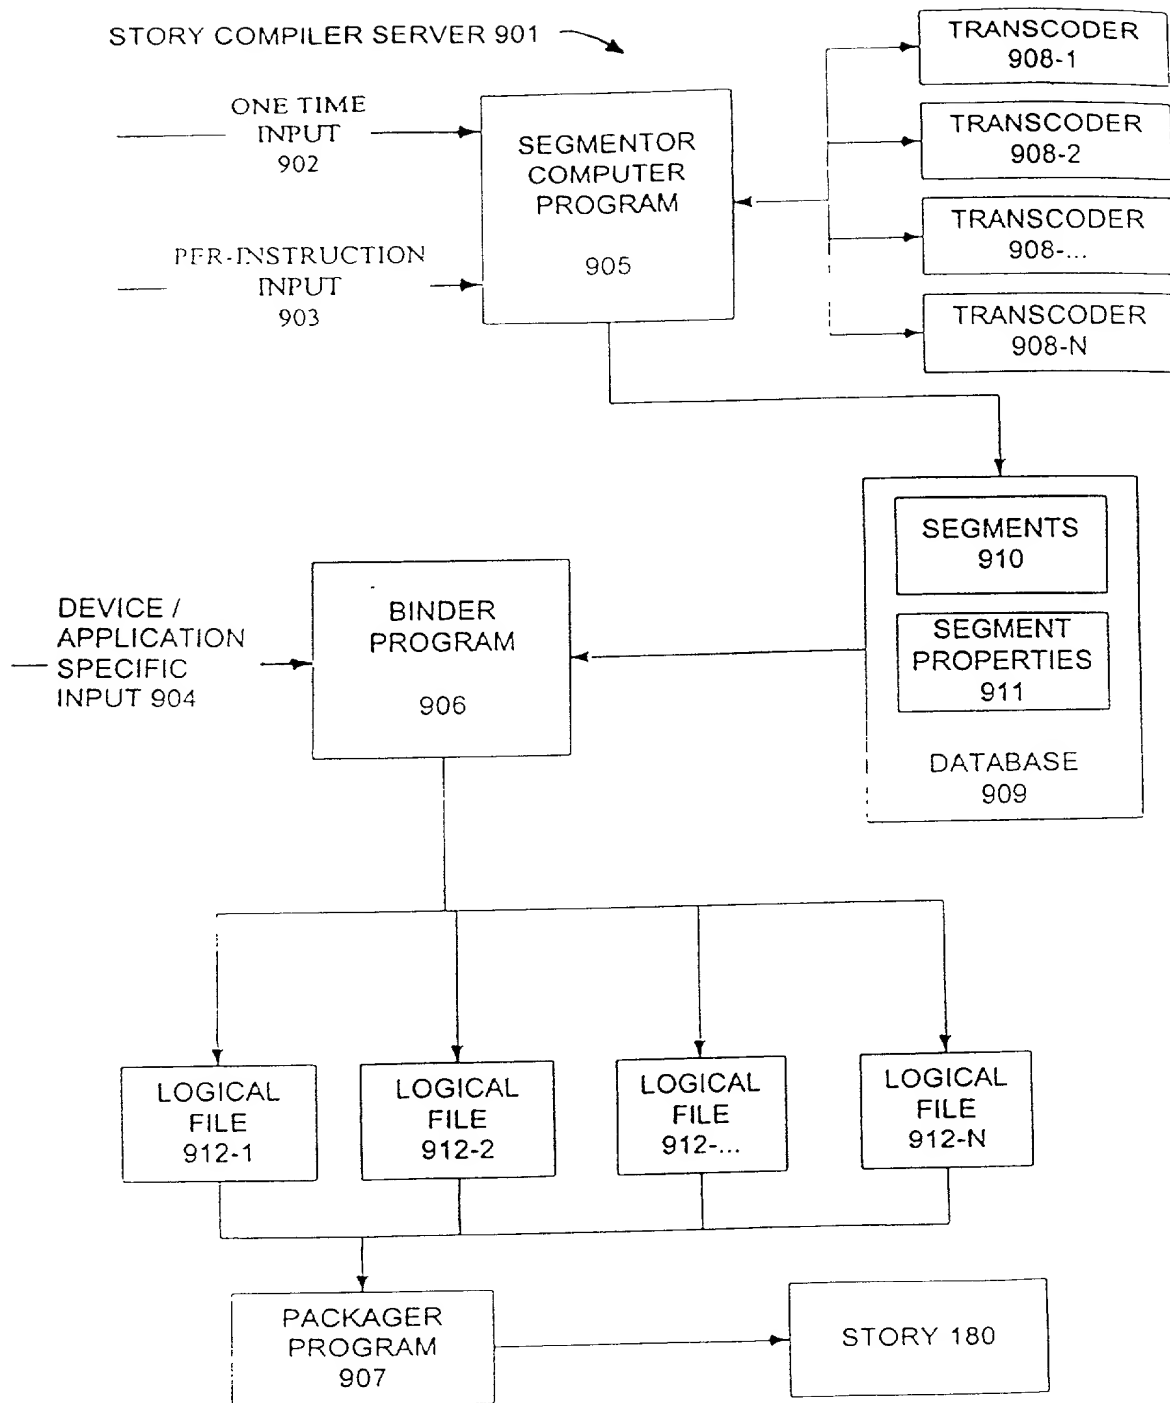 STORY COMPILER SERVER 901
ONE TIME
INPUT
902
PER-INSTRUCTION
INPUT
903
SEGMENTOR
COMPUTER
PROGRAM
905
TRANSCODER
908-1
TRANSCODER
908-2
TRANSCODER
908-...
TRANSCODER
908-N
SEGMENTS
910
SEGMENT
PROPERTIES
911
DATABASE
909
DEVICE /
APPLICATION
SPECIFIC
INPUT 904
BINDER
PROGRAM
906
LOGICAL
FILE
912-1
LOGICAL
FILE
912-2
LOGICAL
FILE
912-...
LOGICAL
FILE
912-N
PACKAGER
PROGRAM
907
STORY 180